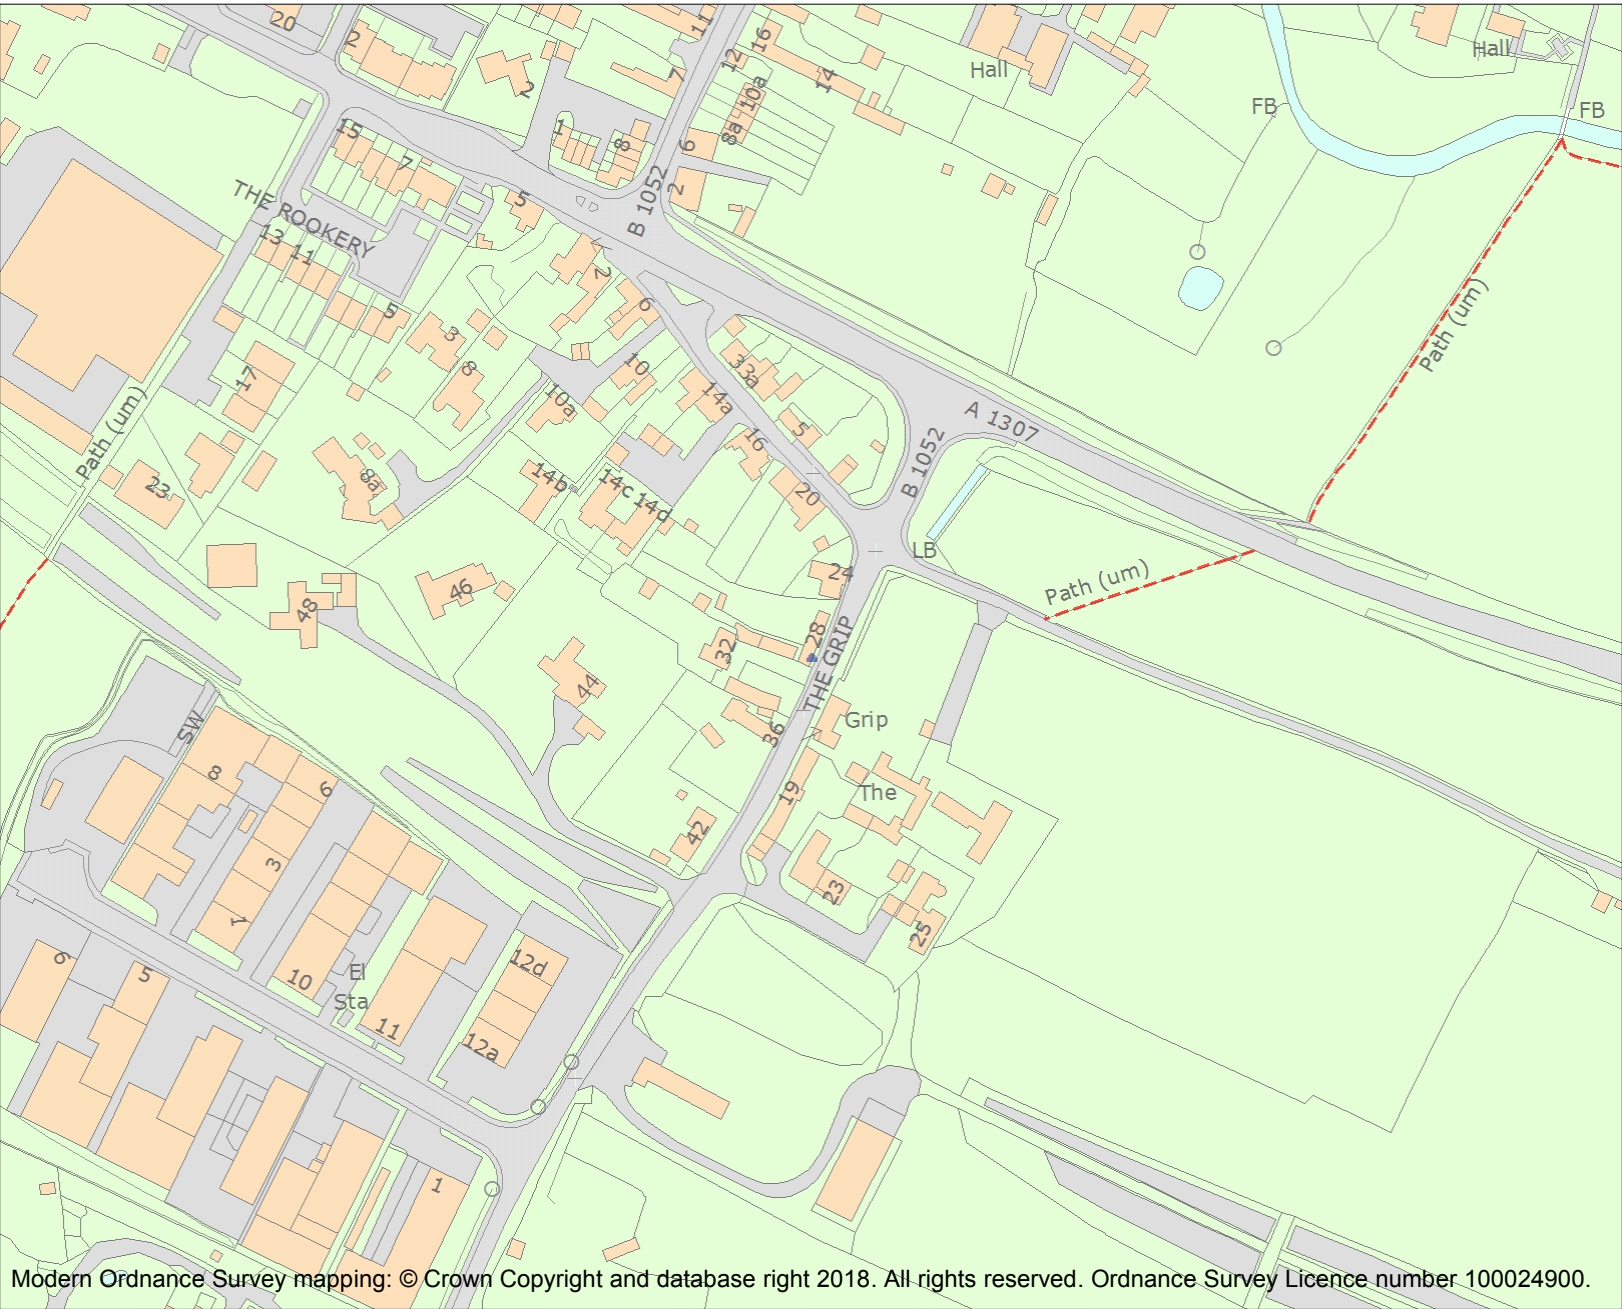 20
2
2
11
7
12
16
14
10a
8a
Hall
Hall
FB
FB
15
7
1
8
6
2
5
B 1052
THE ROOKERY
13
11
5
3
8
2
6
10
10a
33a
14a
5
16
20
A 1307
B 1052
Path (um)
Path (um)
17
23
8a
14b
14c
14d
LB
24
Path (um)
46
48
44
32
28
THE GRIP
36
Grip
The
19
42
23
25
SW
8
6
3
1
10
El
Sta
11
12d
12a
6
5
1
Modern Ordnance Survey mapping: © Crown Copyright and database right 2018. All rights reserved. Ordnance Survey Licence number 100024900.